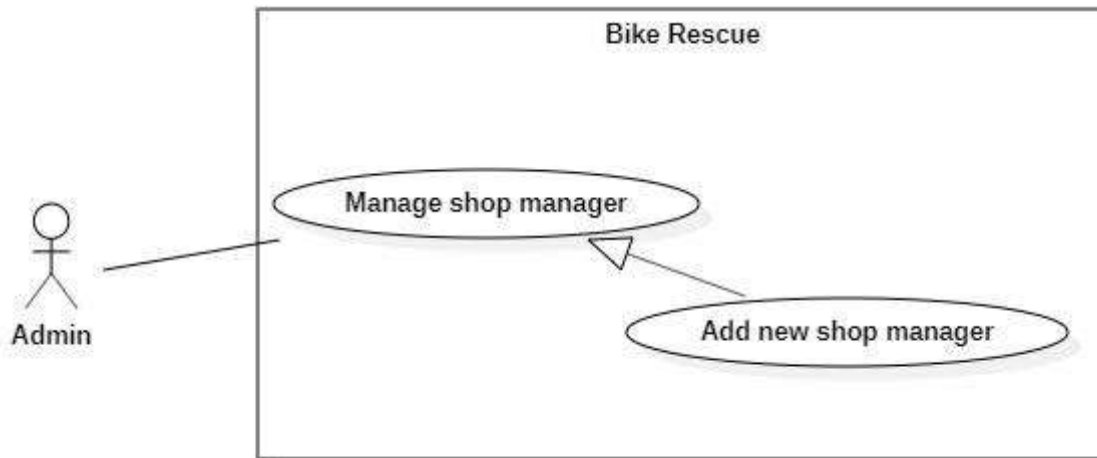 Bike Rescue
Manage shop manager
Admin
Add new shop manager